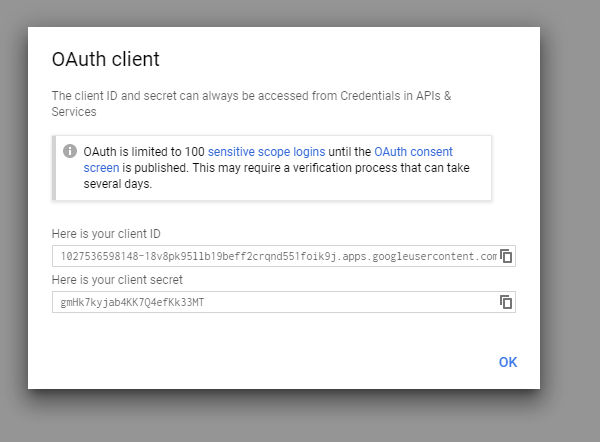 OAuth client
The client ID and secret can always be accessed from Credentials in APIs &
Services
OAuth is limited to 100 sensitive scope logins until the OAuth consent
screen is published. This may require a verification process that can take
several days.
Here is your client ID
1027536598148-18v8pk95llb19beff2crqnd551foik9j.apps.googleusercontent.com
Here is your client secret
gmHk7kyjab4KK7Q4efKk33MT
OK